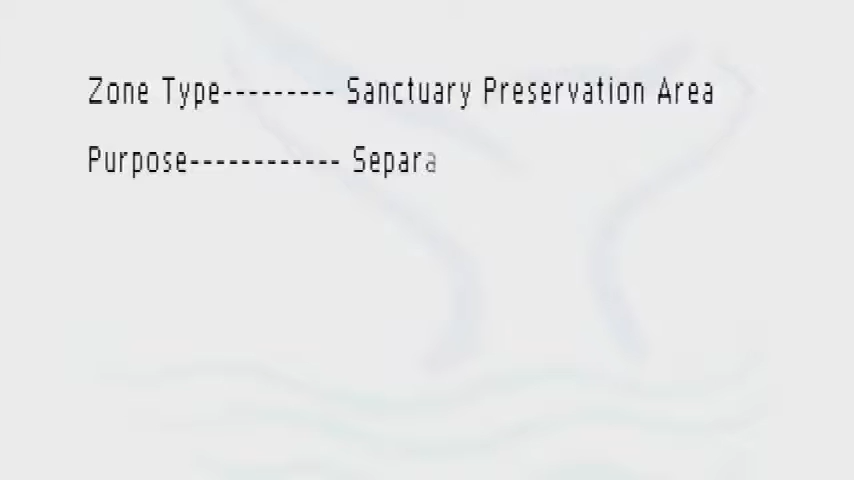 Zone Type--------- Sanctuary Preservation Area
Purpose------------ Separa